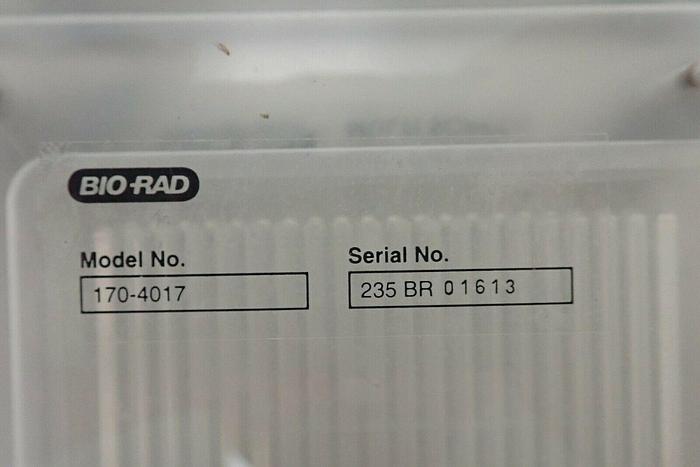 BIO-RAD
Model No. Serial No.
170-4017 235 BR 01613